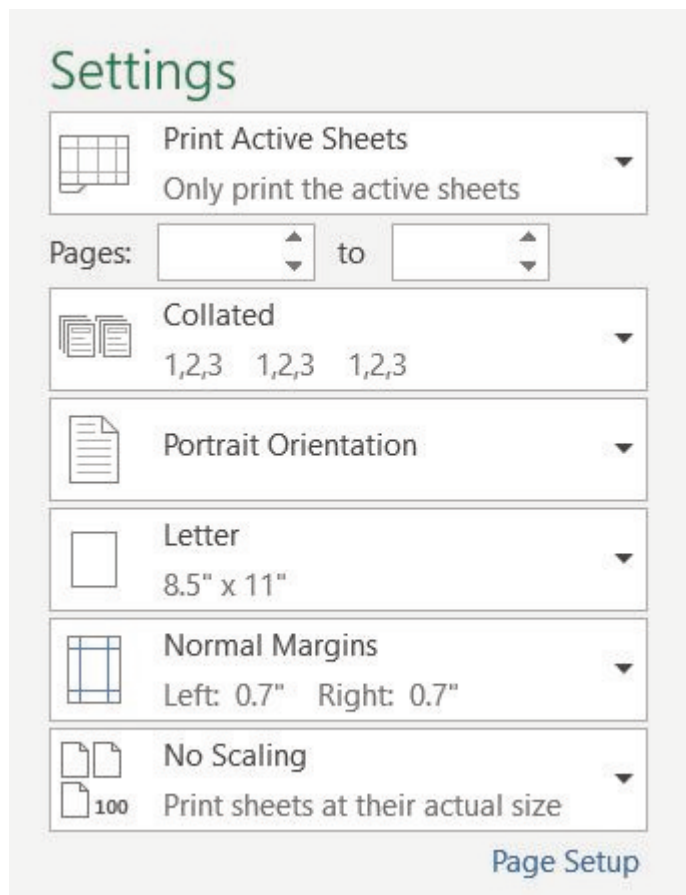 Settings
Print Active Sheets
Only print the active sheets
Pages: to
Collated
1,2,3 1,2,3 1,2,3
Portrait Orientation
Letter
8.5" x 11"
Normal Margins
Left: 0.7" Right: 0.7"
No Scaling
100 Print sheets at their actual size
Page Setup